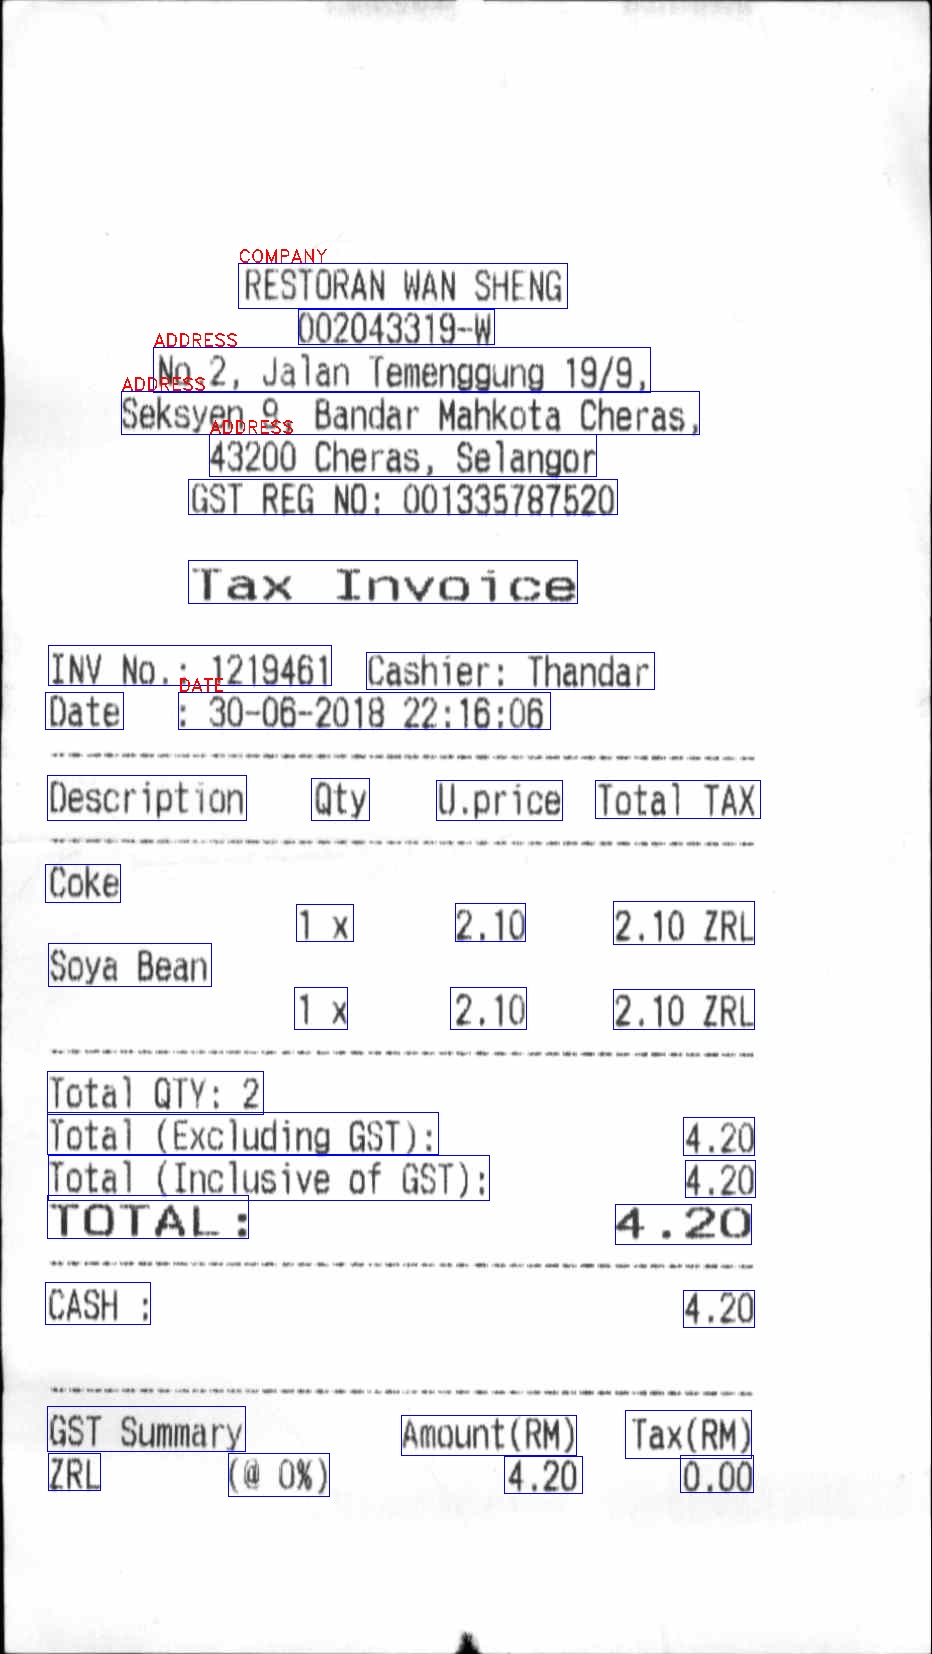 COMPANY
RESTORAN WAN SHENG
002043319-W
ADDRESS
No 2, Jalan Temenggung 19/9,
ADDRESS
Seksyen 9, Bandar Mahkota Cheras,
ADDRESS
43200 Cheras, Selangor
GST REG NO: 001335787520
Tax Invoice
INV No.: 1219461 Cashier: Thandar
DATE
Date : 30-06-2018 22:16:06
Description Qty U.price Total TAX
Coke
1 x 2.10 2.10 ZRL
Soya Bean
1 x 2.10 2.10 ZRL
Total QTY: 2
Total (Excluding GST): 4.20
Total (Inclusive of GST): 4.20
TOTAL: 4.20
CASH : 4.20
GST Summary Amount(RM) Tax(RM)
ZRL (@ 0%) 4.20 0.00